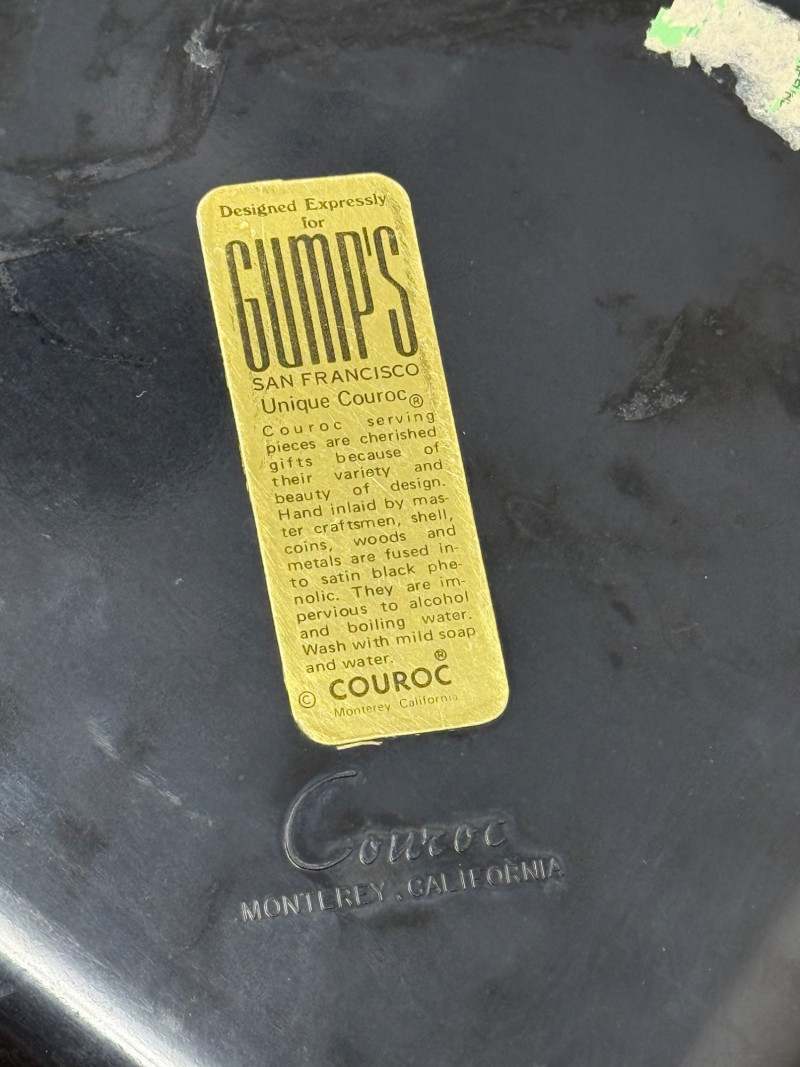 Designed Expressly
for
GUMP'S
SAN FRANCISCO
Unique Couroc®
Couroc serving
pieces are cherished
gifts because of
their variety and
beauty of design.
Hand inlaid by mas-
ter craftsmen, shell,
coins, woods and
metals are fused in-
to satin black phe-
nolic. They are im-
pervious to alcohol
and boiling water.
Wash with mild soap
and water.
© COUROC®
Monterey California
Couroc
MONTEREY . CALIFORNIA